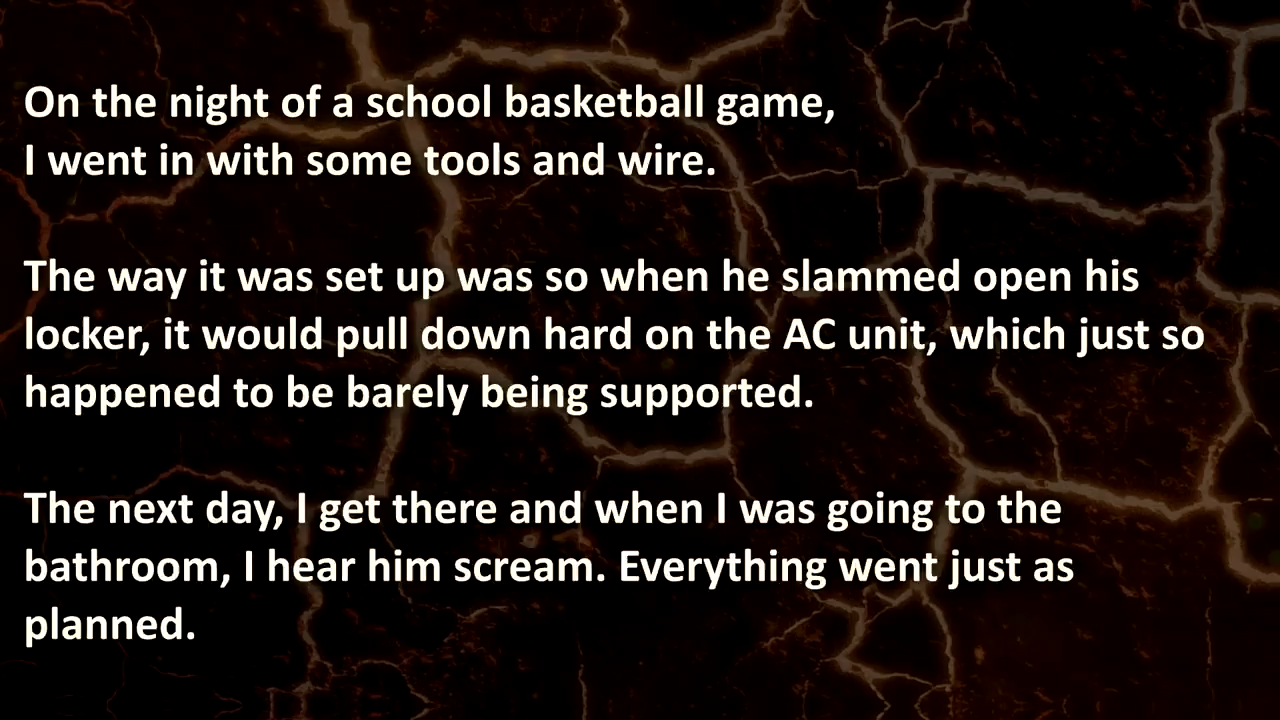 On the night of a school basketball game,
I went in with some tools and wire.
The way it was set up was so when he slammed open his
locker, it would pull down hard on the AC unit, which just so
happened to be barely being supported.
The next day, I get there and when I was going to the
bathroom, I hear him scream. Everything went just as
planned.